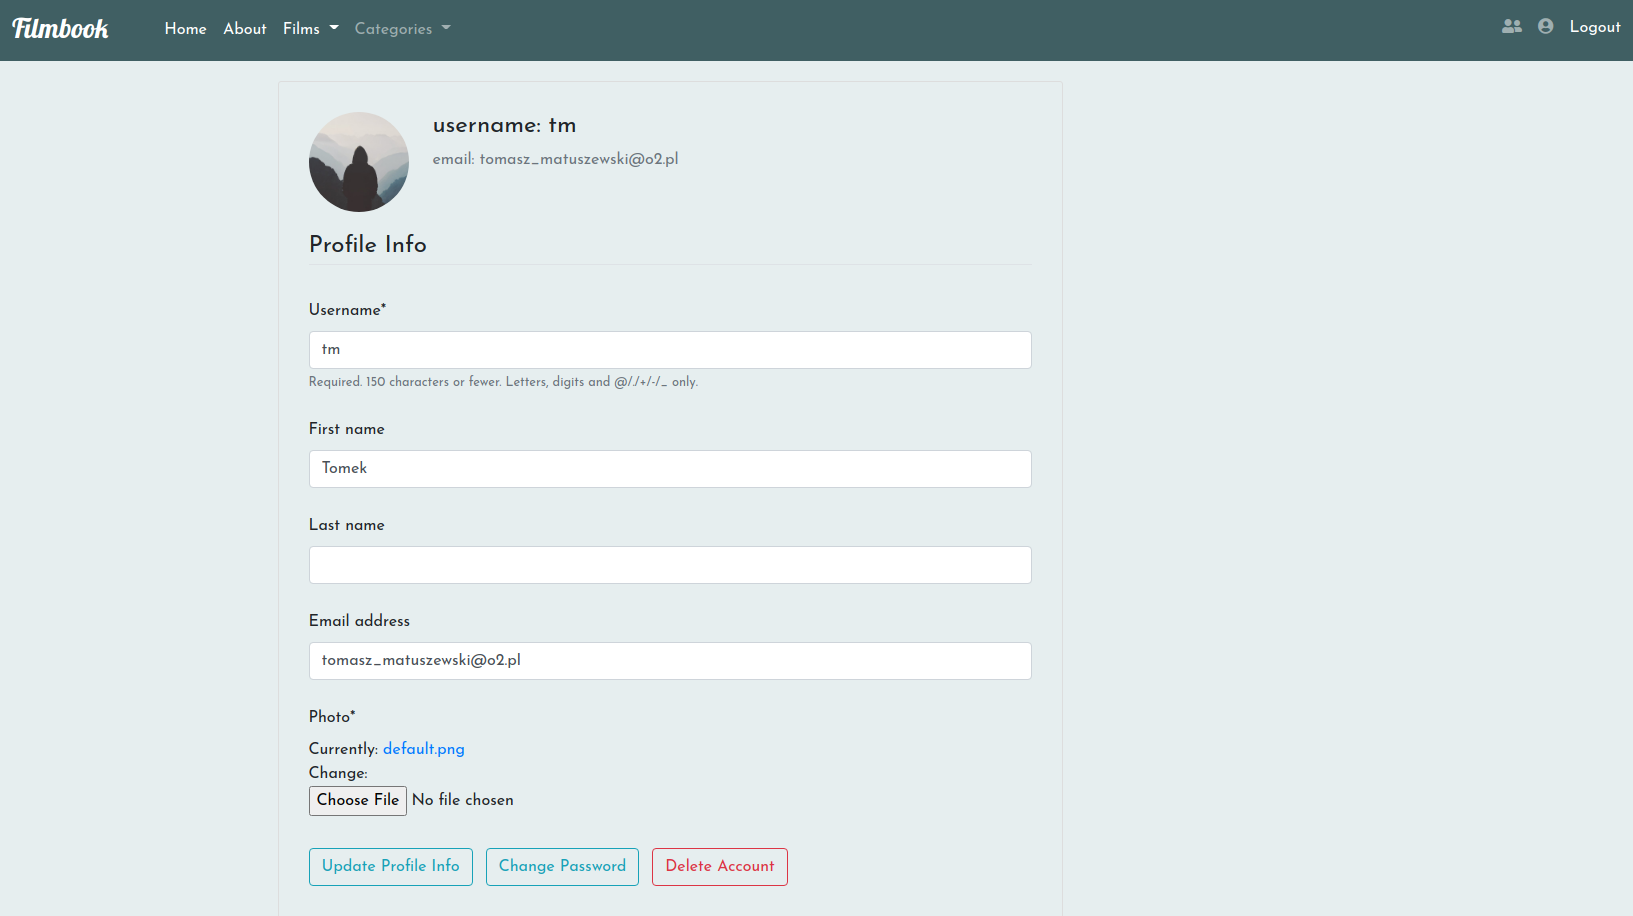 Filmbook Home About Films Categories Logout
username: tm
email: tomasz_matuszewski@o2.pl
Profile Info
Username*
tm
Required. 150 characters or fewer. Letters, digits and @/./+/-/_ only.
First name
Tomek
Last name
Email address
tomasz_matuszewski@o2.pl
Photo*
Currently: default.png
Change:
Choose File No file chosen
Update Profile Info Change Password Delete Account